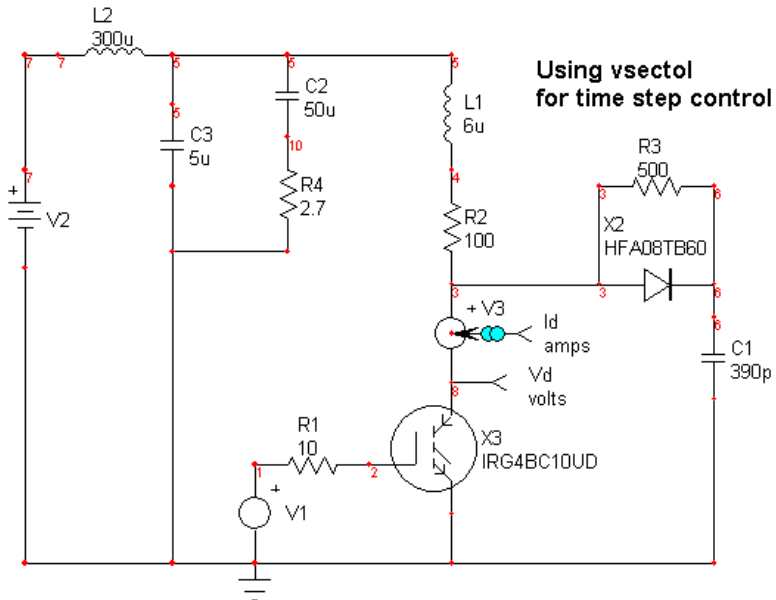 L2
300u
7
7
5
5
5
Using vsectol
for time step control
C2
50u
L1
6u
5
C3
5u
10
R3
500
7
+
V2
R4
2.7
4
3
6
R2
100
X2
HFA08TB60
3
3
6
+ V3
6
Id
amps
C1
390p
Vd
volts
8
R1
10
X3
IRG4BC10UD
1
2
+
V1